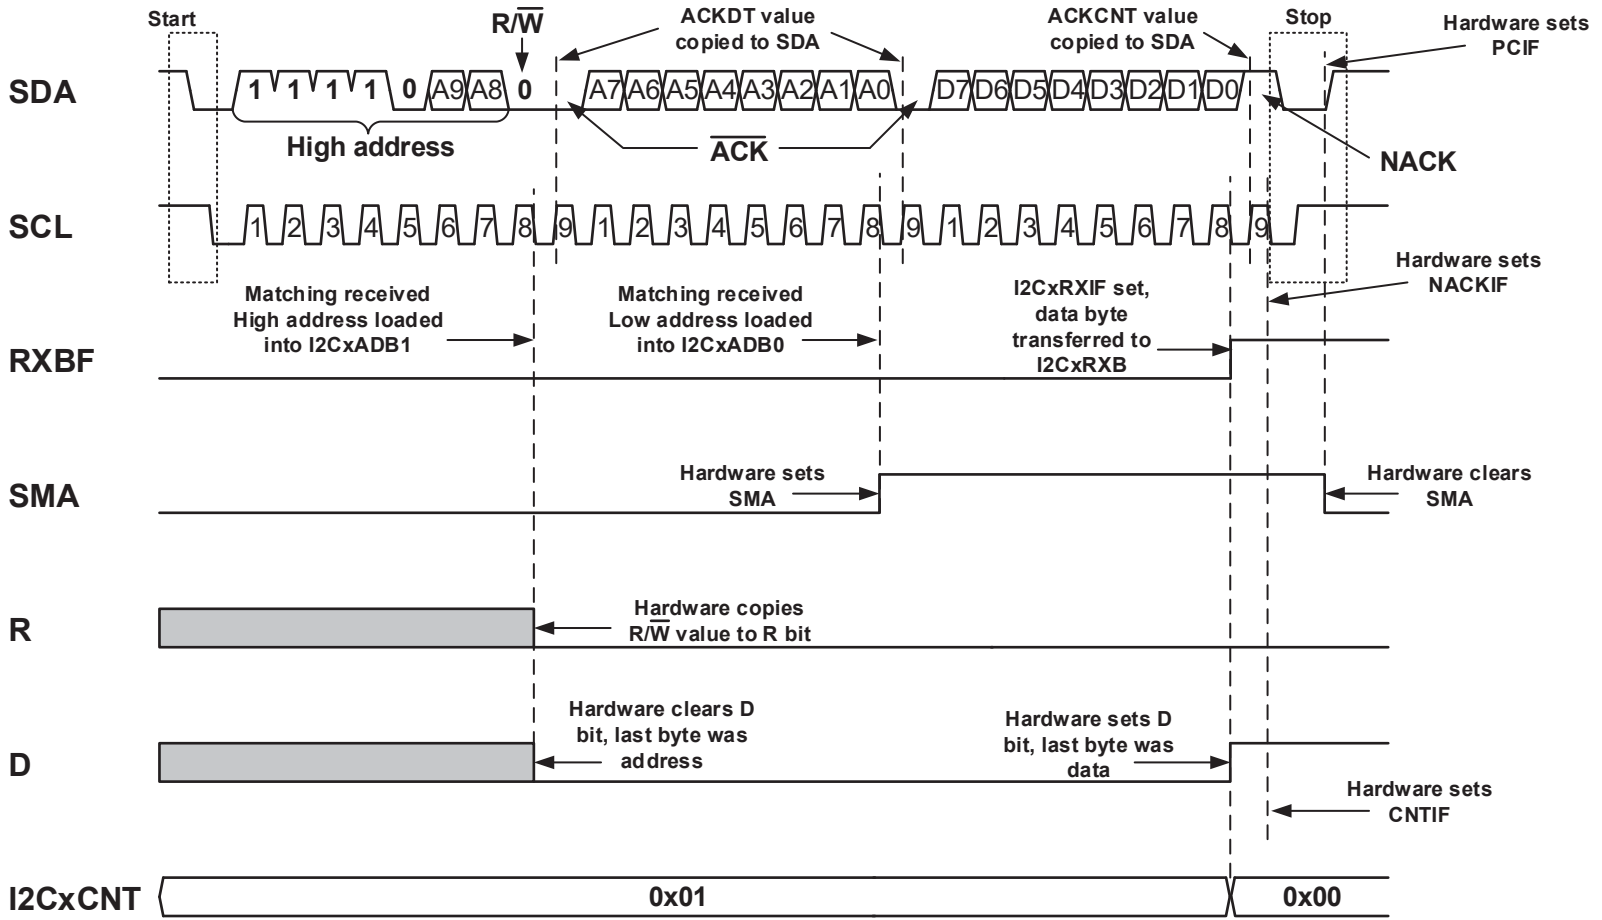 Start
R/W
ACKDT value
copied to SDA
ACKCNT value
copied to SDA
Stop
Hardware sets
PCIF
SDA
1 1 1 1 0 A9 A8 0 A7 A6 A5 A4 A3 A2 A1 A0 D7 D6 D5 D4 D3 D2 D1 D0
High address
ACK
NACK
SCL
1 2 3 4 5 6 7 8 9 1 2 3 4 5 6 7 8 9 1 2 3 4 5 6 7 8 9
Hardware sets
NACKIF
Matching received
High address loaded
into I2CxADB1
Matching received
Low address loaded
into I2CxADB0
I2CxRXIF set,
data byte
transferred to
I2CxRXB
RXBF
SMA
Hardware sets
SMA
Hardware clears
SMA
R
Hardware copies
R/W value to R bit
D
Hardware clears D
bit, last byte was
address
Hardware sets D
bit, last byte was
data
Hardware sets
CNTIF
I2CxCNT
0x01
0x00